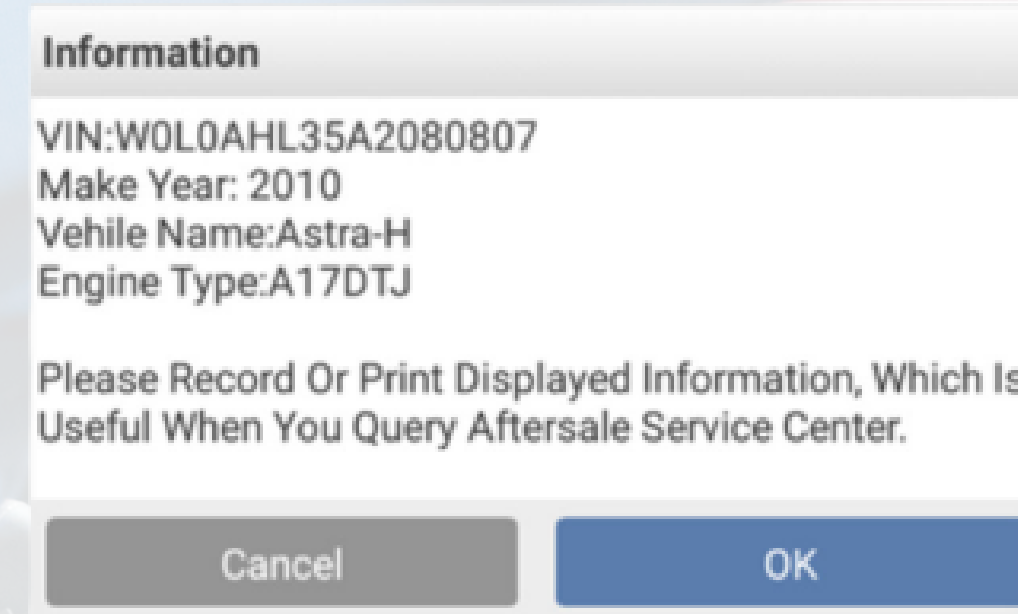 Information
VIN:W0L0AHL35A2080807
Make Year: 2010
Vehile Name:Astra-H
Engine Type:A17DTJ
Please Record Or Print Displayed Information, Which Is
Useful When You Query Aftersale Service Center.
Cancel
OK